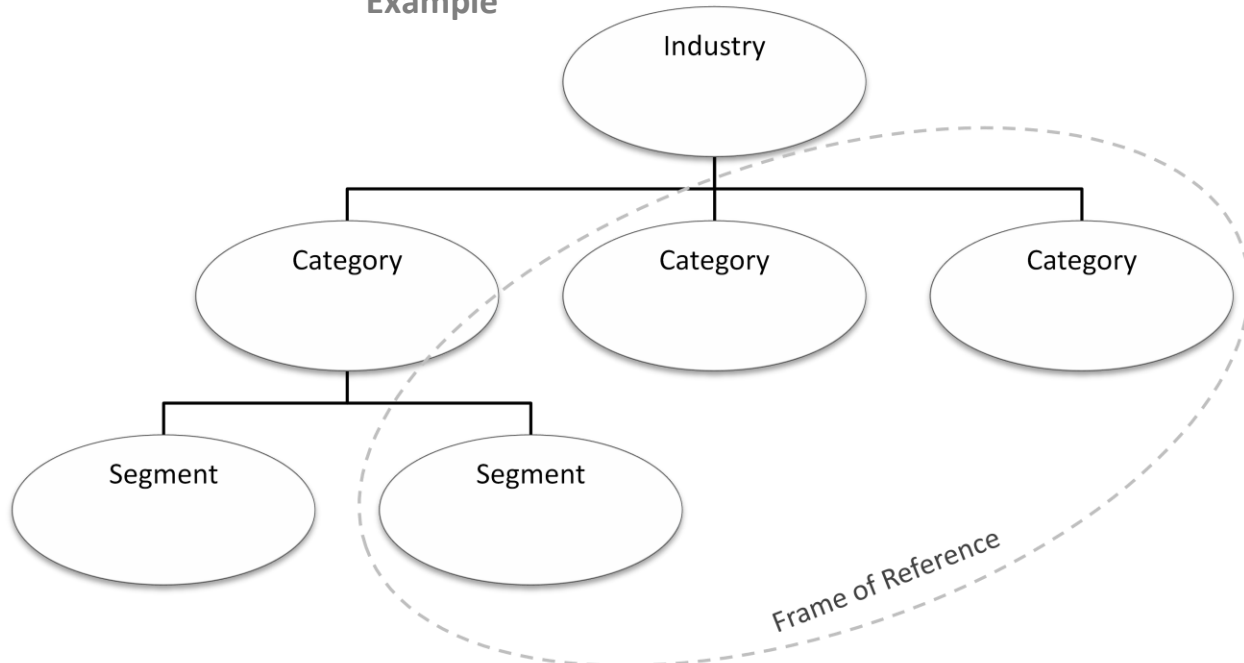 Example
Industry
Category
Category
Category
Segment
Segment
Frame of Reference